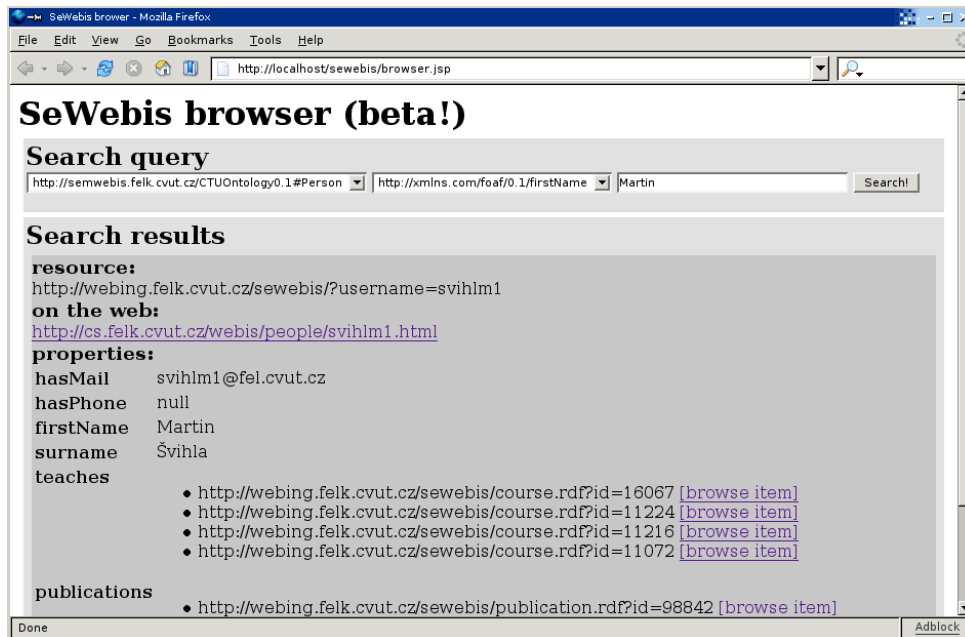 SeWebis brower - Mozilla Firefox
File Edit View Go Bookmarks Tools Help
http://localhost/sewebis/browser.jsp
SeWebis browser (beta!)
Search query
http://semwebis.felk.cvut.cz/CTUOntology0.1#Person http://xmlns.com/foaf/0.1/firstName Martin Search!
Search results
resource:
http://webing.felk.cvut.cz/sewebis/?username=svihlm1
on the web:
http://cs.felk.cvut.cz/webis/people/svihlm1.html
properties:
hasMail svihlm1@fel.cvut.cz
hasPhone null
firstName Martin
surname Švihla
teaches
• http://webing.felk.cvut.cz/sewebis/course.rdf?id=16067 [browse item]
• http://webing.felk.cvut.cz/sewebis/course.rdf?id=11224 [browse item]
• http://webing.felk.cvut.cz/sewebis/course.rdf?id=11216 [browse item]
• http://webing.felk.cvut.cz/sewebis/course.rdf?id=11072 [browse item]
publications
• http://webing.felk.cvut.cz/sewebis/publication.rdf?id=98842 [browse item]
Done Adblock